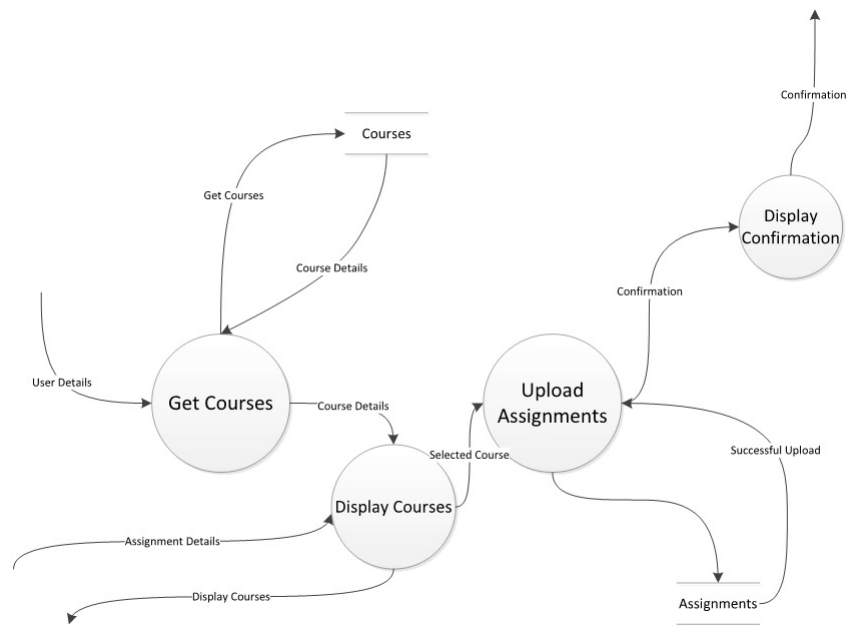 Confirmation
Courses
Get Courses
Display
Confirmation
Course Details
Confirmation
User Details
Get Courses
Course Details
Upload
Assignments
Selected Course
Successful Upload
Display Courses
Assignment Details
Display Courses
Assignments